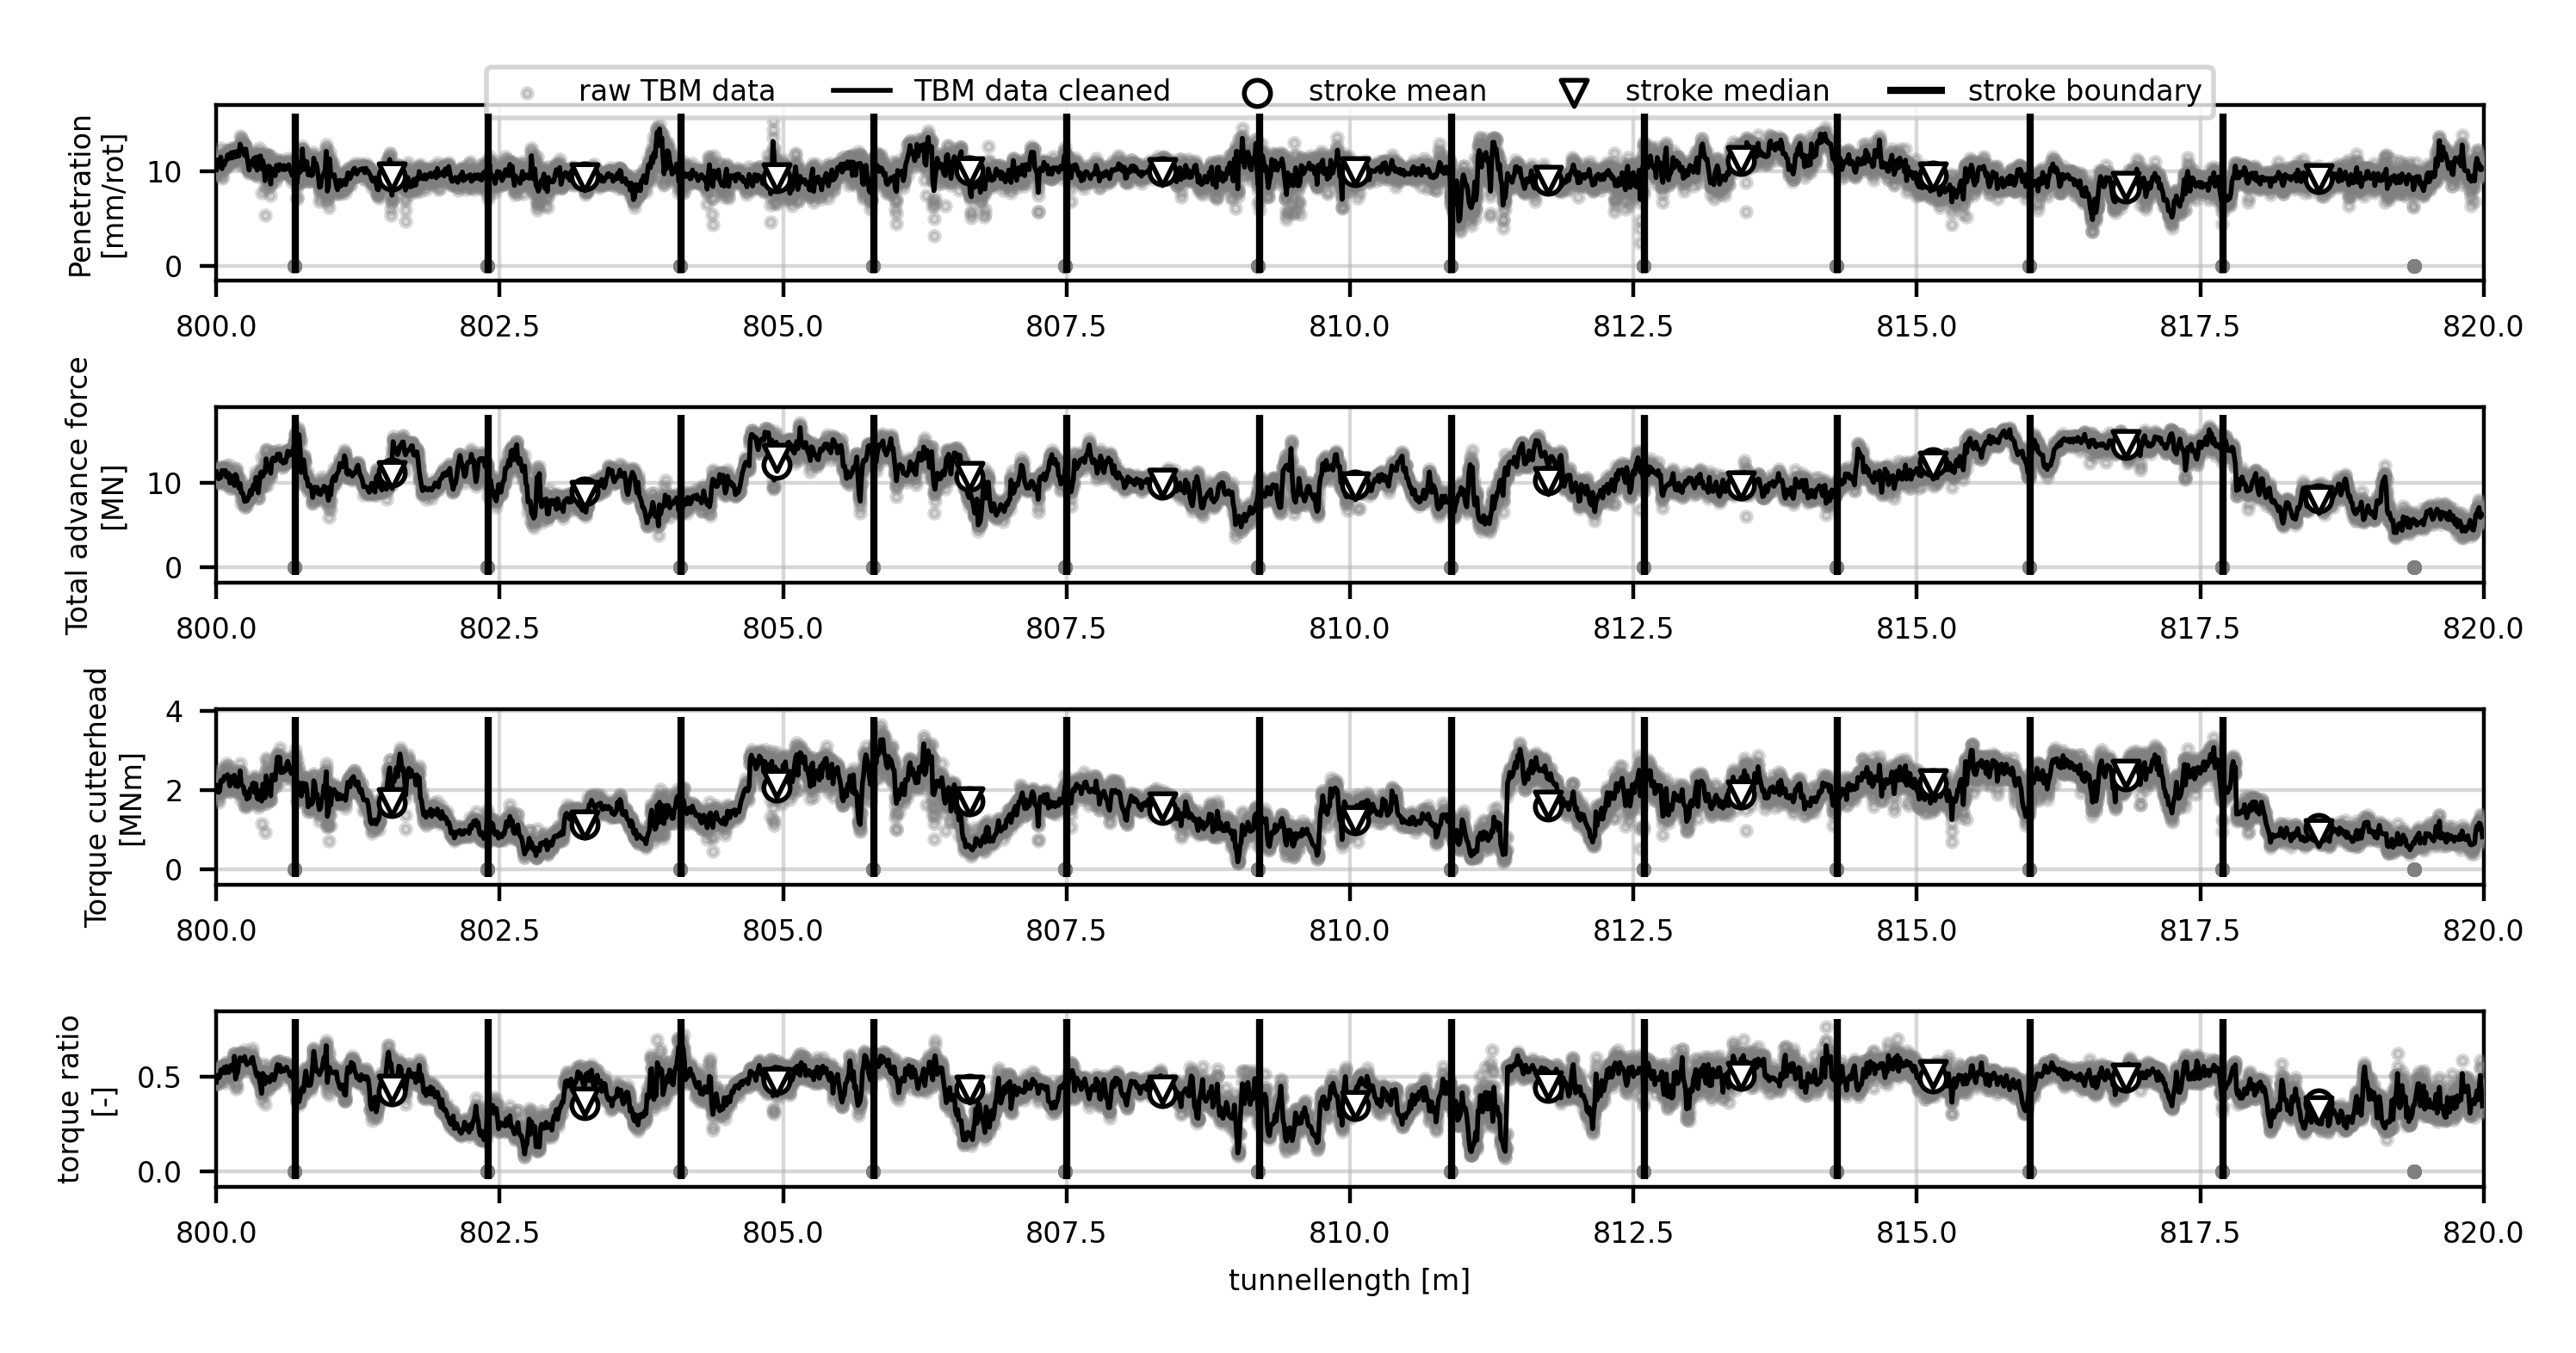 raw TBM data TBM data cleaned stroke mean stroke median stroke boundary
Penetration
[mm/rot]
10
0
800.0 802.5 805.0 807.5 810.0 812.5 815.0 817.5 820.0
Total advance force
[MN]
10
0
800.0 802.5 805.0 807.5 810.0 812.5 815.0 817.5 820.0
Torque cutterhead
[MNm]
4
2
0
800.0 802.5 805.0 807.5 810.0 812.5 815.0 817.5 820.0
torque ratio
[-]
0.5
0.0
800.0 802.5 805.0 807.5 810.0 812.5 815.0 817.5 820.0
tunnellength [m]